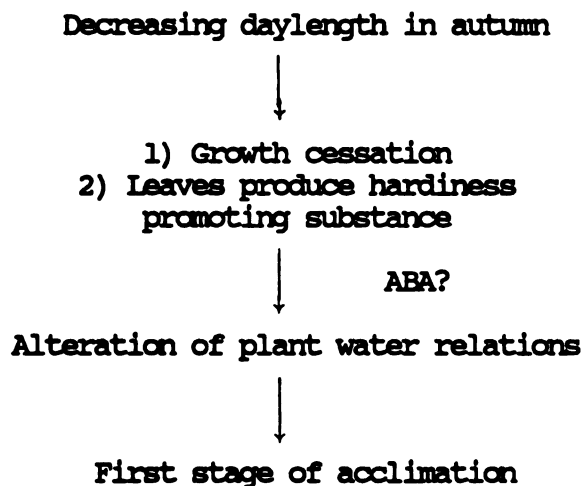 Decreasing daylength in autumn
1) Growth cessation
2) Leaves produce hardiness
promoting substance
ABA?
Alteration of plant water relations
First stage of acclimation